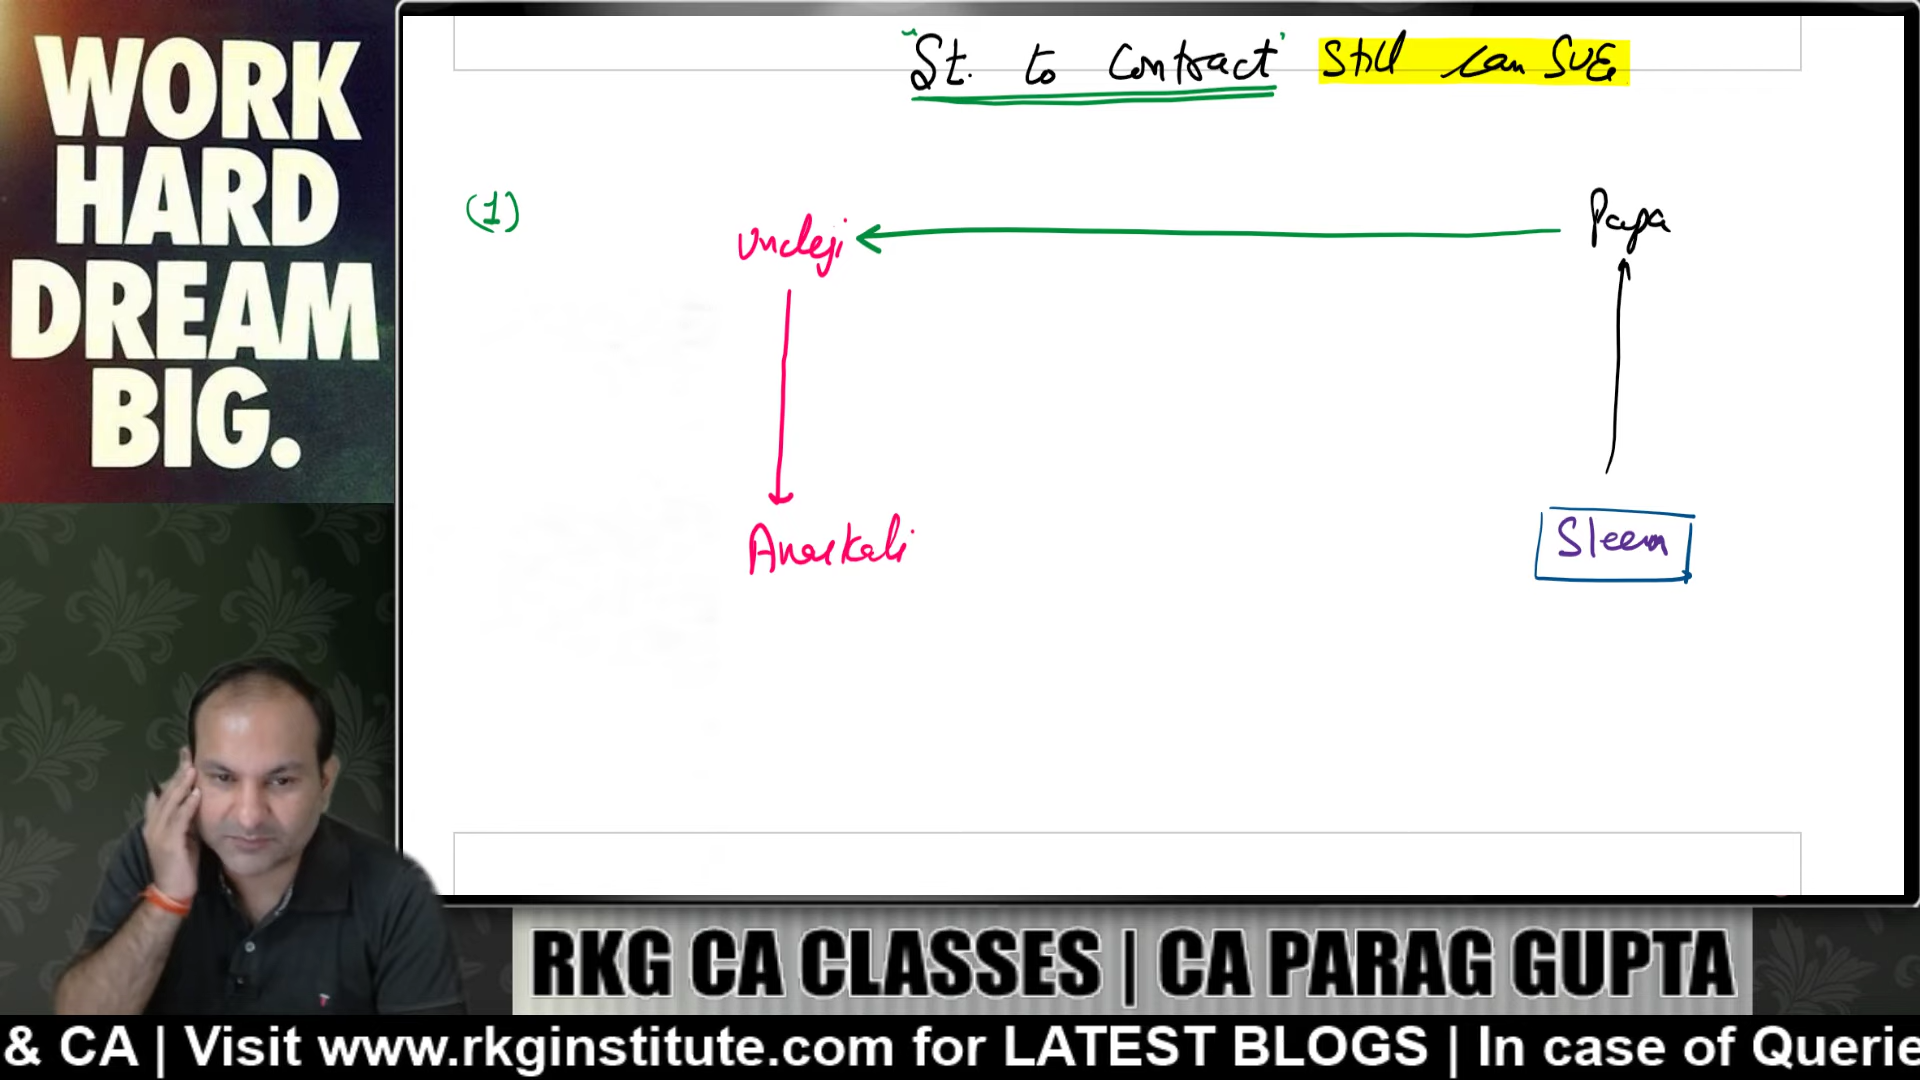 WORK
HARD
DREAM
BIG.
"St. to Contract" Still can SUE
(1)
Uncleji
Papa
Anarkali
Sleem
RKG CA CLASSES | CA PARAG GUPTA
& CA | Visit www.rkginstitute.com for LATEST BLOGS | In case of Querie